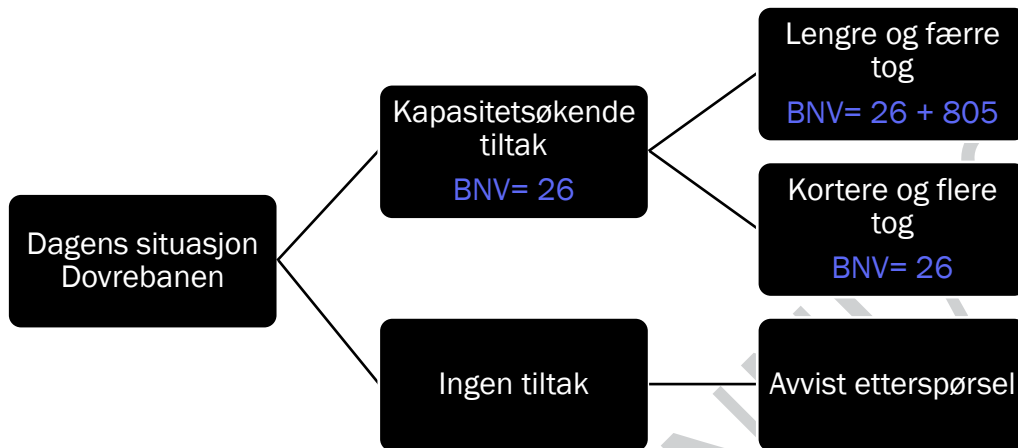 Lengre og færre
tog
BNV= 26 + 805
Kapasitetsøkende
tiltak
BNV= 26
Kortere og flere
tog
BNV= 26
Dagens situasjon
Dovrebanen
Ingen tiltak
Avvist etterspørsel